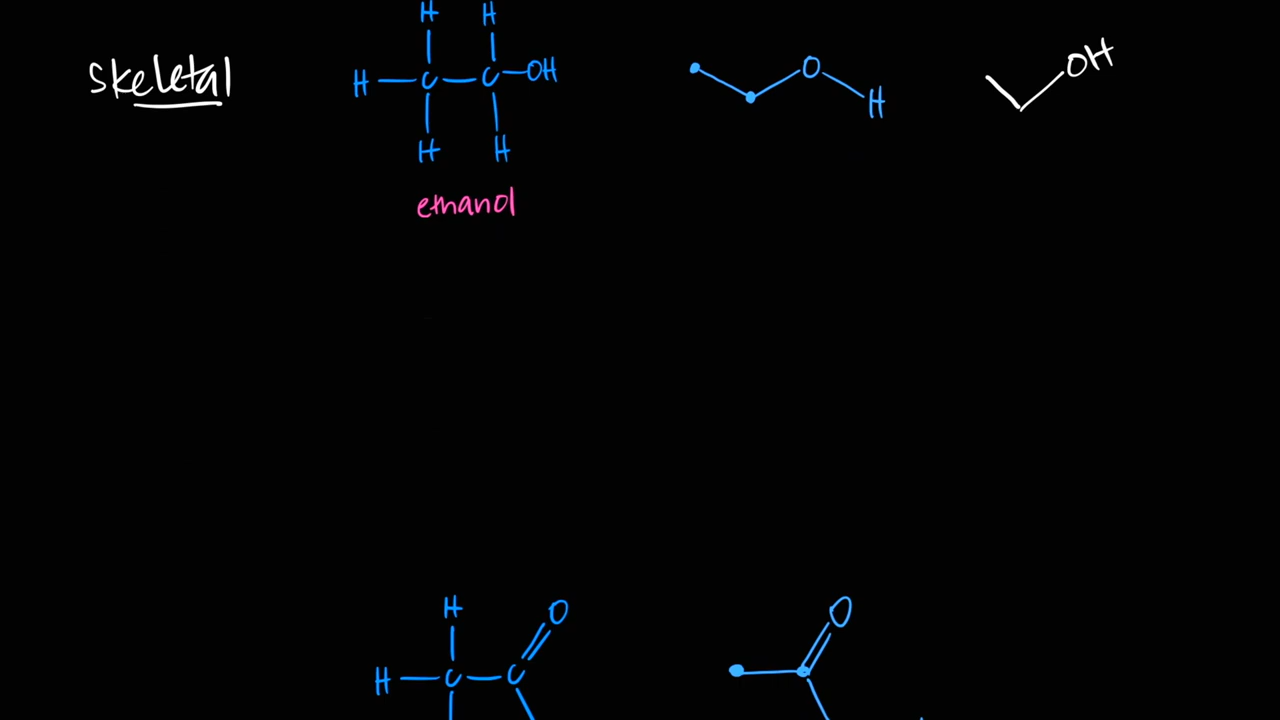 H H
skeletal H C C OH O H OH
H H
ethanol
H O O
H C C